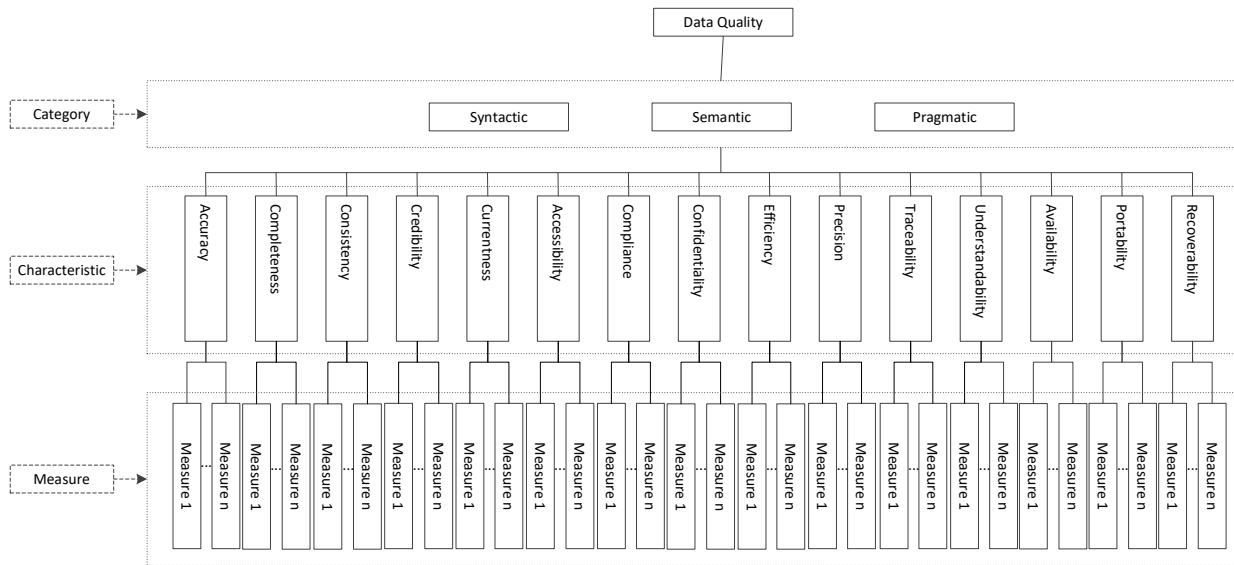 Data Quality
Category
Syntactic
Semantic
Pragmatic
Characteristic
Accuracy
Completeness
Consistency
Credibility
Currentness
Accessibility
Compliance
Confidentiality
Efficiency
Precision
Traceability
Understandability
Availability
Portability
Recoverability
Measure
Measure 1
Measure n
Measure 1
Measure n
Measure 1
Measure n
Measure 1
Measure n
Measure 1
Measure n
Measure 1
Measure n
Measure 1
Measure n
Measure 1
Measure n
Measure 1
Measure n
Measure 1
Measure n
Measure 1
Measure n
Measure 1
Measure n
Measure 1
Measure n
Measure 1
Measure n
Measure 1
Measure n